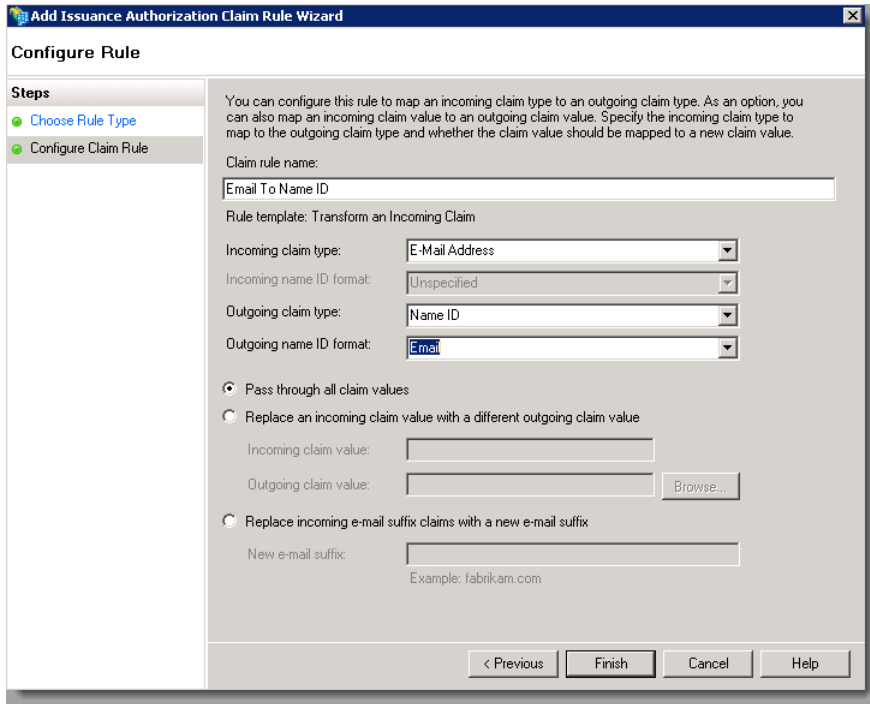 Add Issuance Authorization Claim Rule Wizard
Configure Rule
Steps
Choose Rule Type
Configure Claim Rule
You can configure this rule to map an incoming claim type to an outgoing claim type. As an option, you
can also map an incoming claim value to an outgoing claim value. Specify the incoming claim type to
map to the outgoing claim type and whether the claim value should be mapped to a new claim value.
Claim rule name:
Email To Name ID
Rule template: Transform an Incoming Claim
Incoming claim type: E-Mail Address
Incoming name ID format: Unspecified
Outgoing claim type: Name ID
Outgoing name ID format: Email
Pass through all claim values
Replace an incoming claim value with a different outgoing claim value
Incoming claim value:
Outgoing claim value: Browse...
Replace incoming e-mail suffix claims with a new e-mail suffix
New e-mail suffix:
Example: fabrikam.com
< Previous Finish Cancel Help